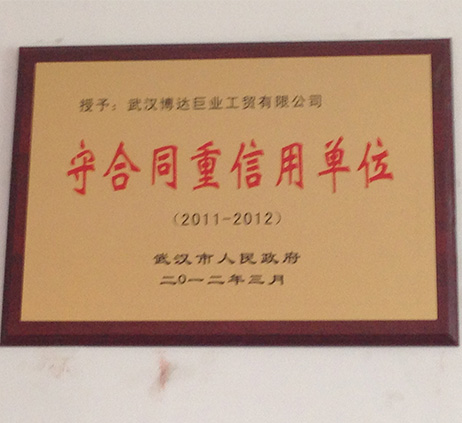 授予：武汉博达巨业工贸有限公司
守合同重信用单位
(2011-2012)
武汉市人民政府
二0一二年三月